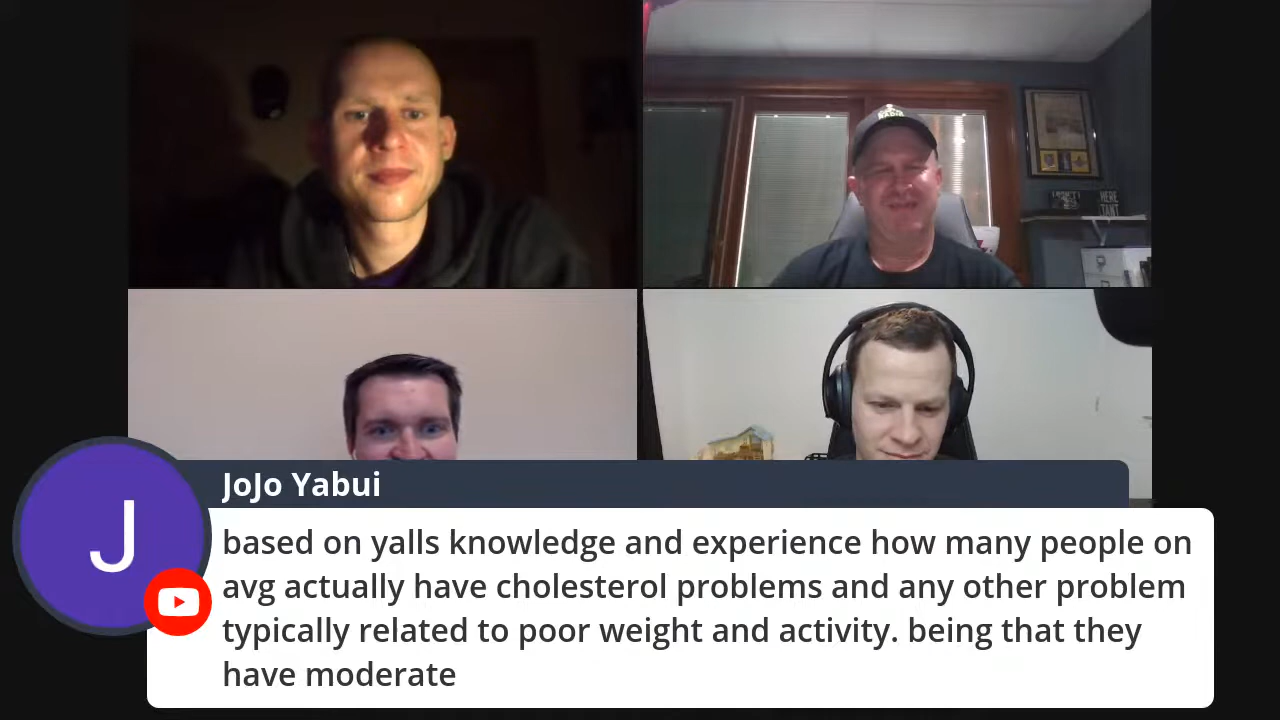 JoJo Yabui
J
based on yalls knowledge and experience how many people on
avg actually have cholesterol problems and any other problem
typically related to poor weight and activity. being that they
have moderate
HERE